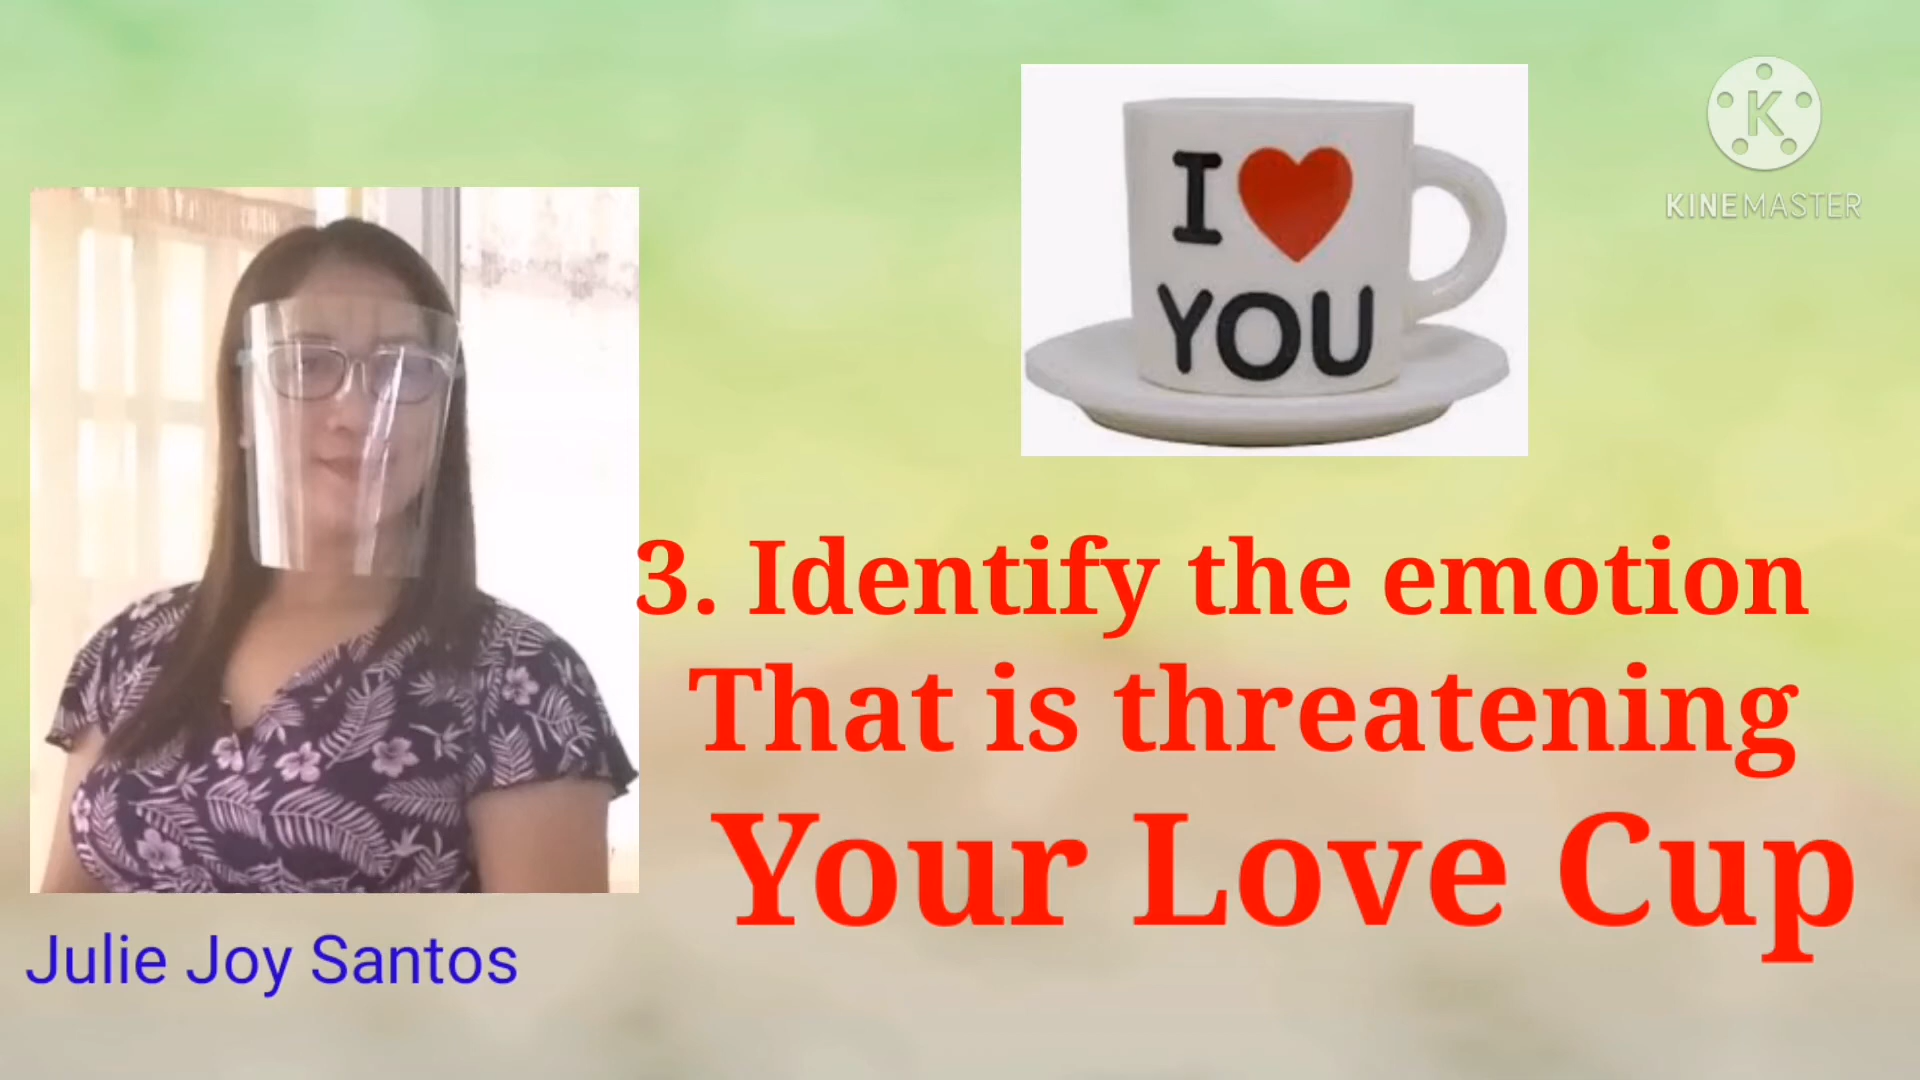 I ❤ YOU
KINEMASTER
3. Identify the emotion
That is threatening
Your Love Cup
Julie Joy Santos